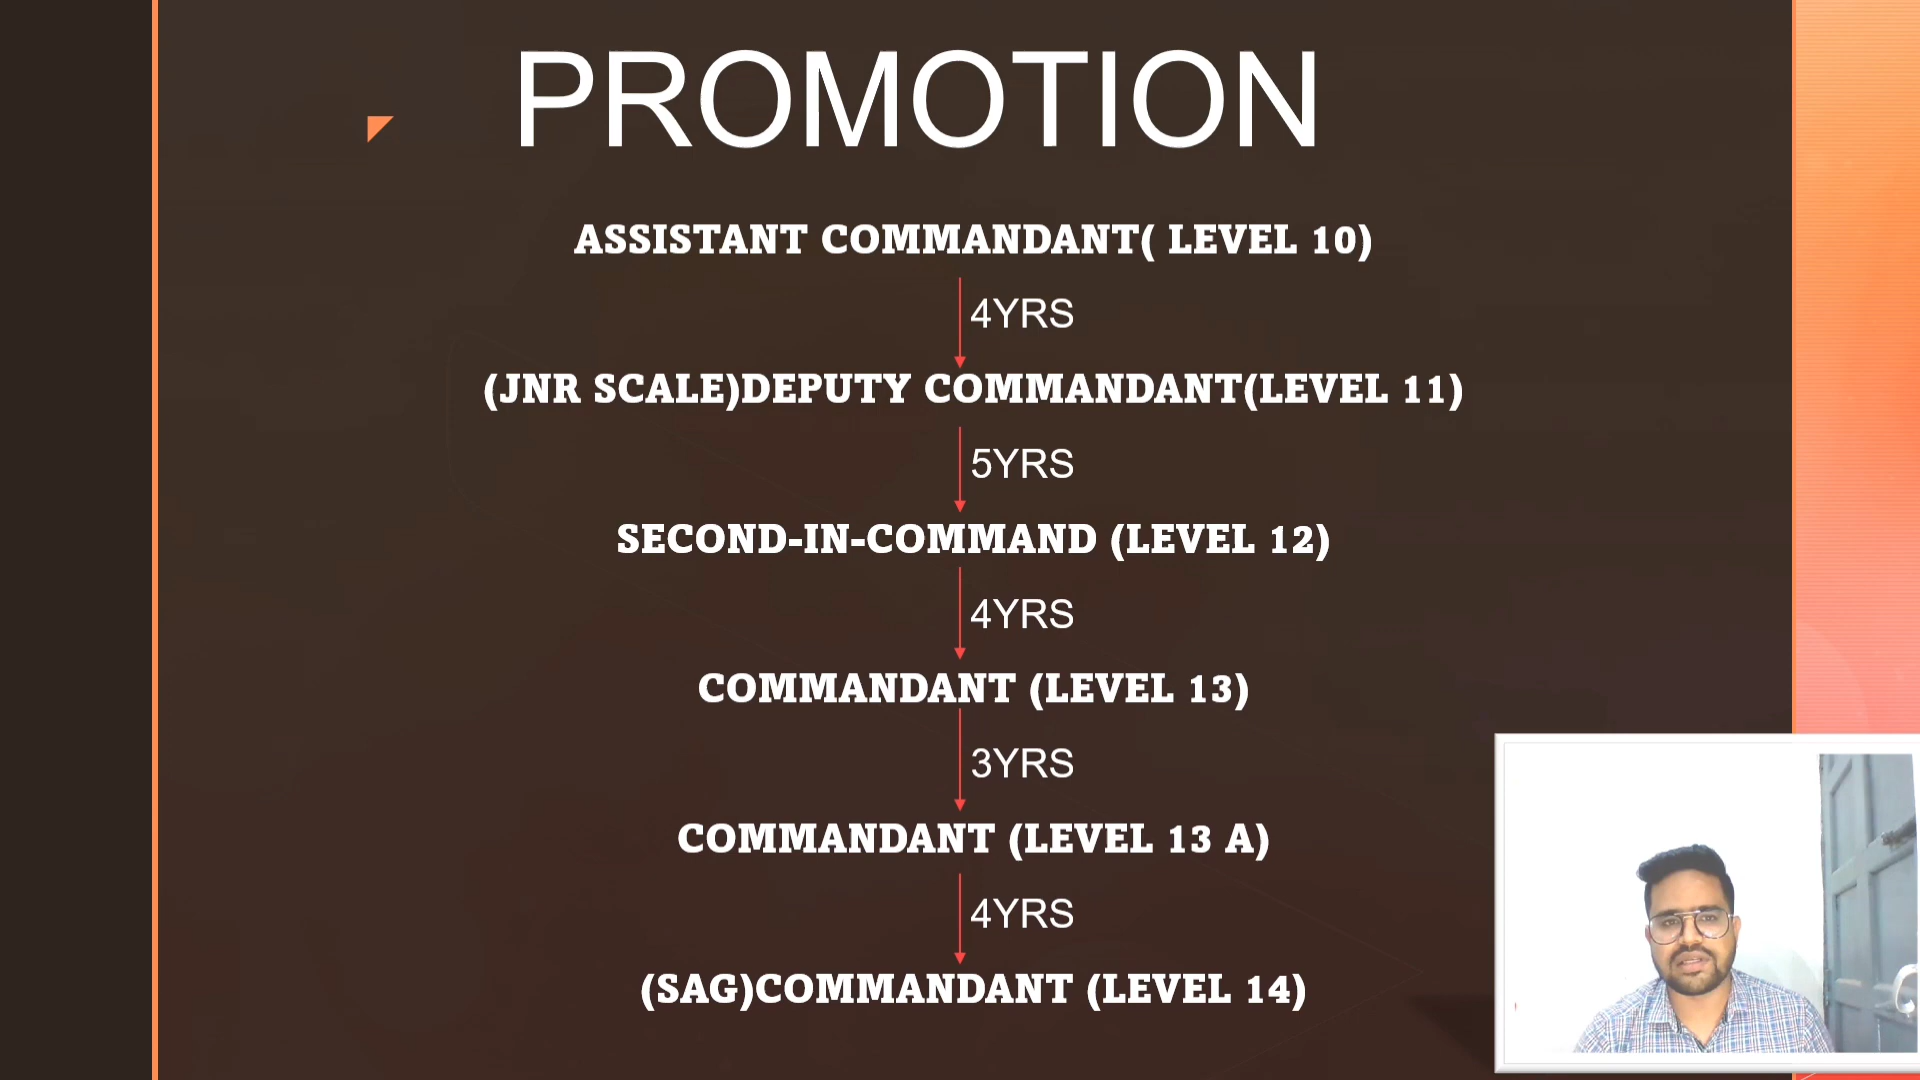 PROMOTION
ASSISTANT COMMANDANT( LEVEL 10)
4YRS
(JNR SCALE)DEPUTY COMMANDANT(LEVEL 11)
5YRS
SECOND-IN-COMMAND (LEVEL 12)
4YRS
COMMANDANT (LEVEL 13)
3YRS
COMMANDANT (LEVEL 13 A)
4YRS
(SAG)COMMANDANT (LEVEL 14)